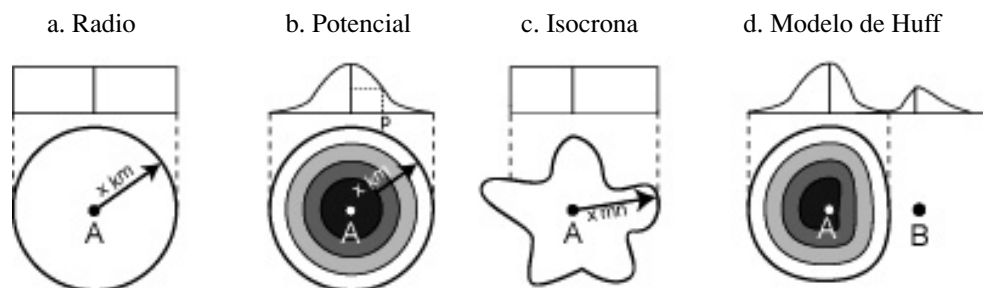 a. Radio
b. Potencial
c. Isocrona
d. Modelo de Huff
x km
A
p
x km
A
x mn
A
A
B